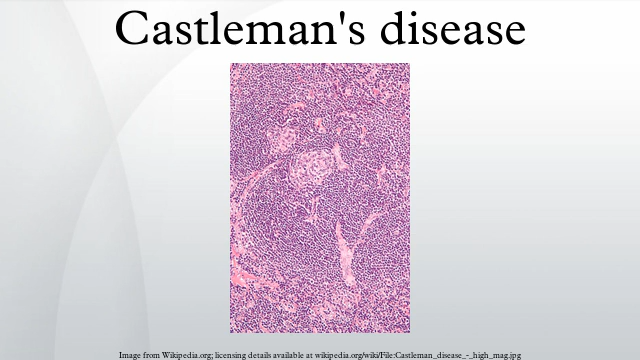 Castleman's disease
Image from Wikipedia.org; licensing details available at wikipedia.org/wiki/File:Castleman_disease_-_high_mag.jpg